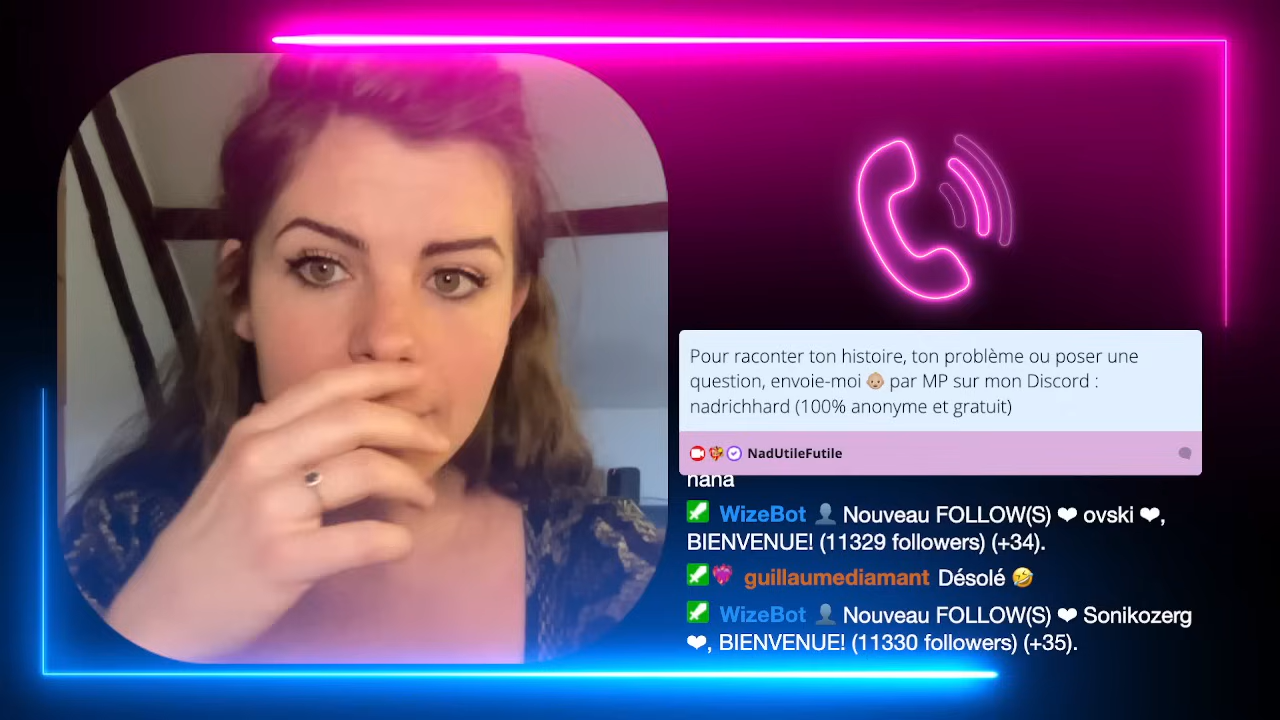 Pour raconter ton histoire, ton problème ou poser une
question, envoie-moi 👶🏼 par MP sur mon Discord :
nadrichhard (100% anonyme et gratuit)
NadUtileFutile
haha
WizeBot 👤 Nouveau FOLLOW(S) ❤ ovski ❤,
BIENVENUE! (11329 followers) (+34).
guillaumediamant Désolé 🤣
WizeBot 👤 Nouveau FOLLOW(S) ❤ Sonikozerg
❤, BIENVENUE! (11330 followers) (+35).